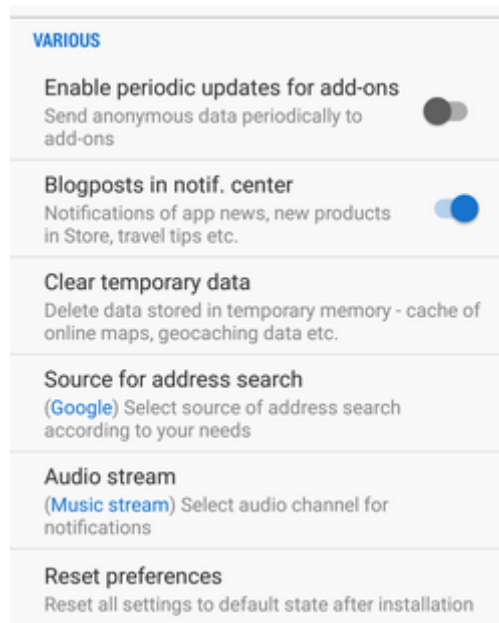 VARIOUS
Enable periodic updates for add-ons
Send anonymous data periodically to
add-ons
Blogposts in notif. center
Notifications of app news, new products
in Store, travel tips etc.
Clear temporary data
Delete data stored in temporary memory - cache of
online maps, geocaching data etc.
Source for address search
(Google) Select source of address search
according to your needs
Audio stream
(Music stream) Select audio channel for
notifications
Reset preferences
Reset all settings to default state after installation